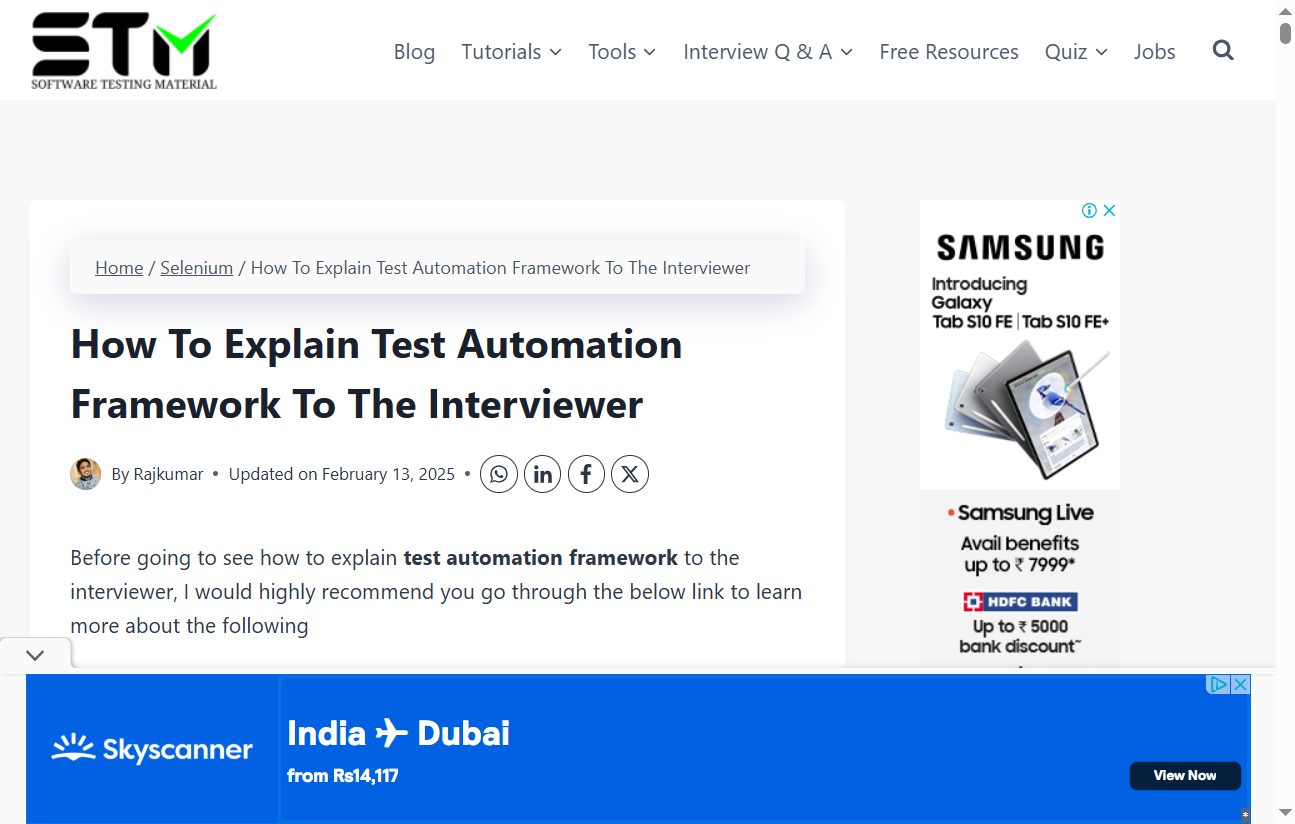 STM
SOFTWARE TESTING MATERIAL
Blog
Tutorials
Tools
Interview Q & A
Free Resources
Quiz
Jobs
Home / Selenium / How To Explain Test Automation Framework To The Interviewer
How To Explain Test Automation
Framework To The Interviewer
By Rajkumar • Updated on February 13, 2025 •
Before going to see how to explain test automation framework to the
interviewer, I would highly recommend you go through the below link to learn
more about the following
SAMSUNG
Introducing
Galaxy
Tab S10 FE | Tab S10 FE+
Samsung Live
Avail benefits
up to ₹ 7999*
HDFC BANK
Up to ₹ 5000
bank discount~
Skyscanner
India ✈ Dubai
from Rs14,117
View Now
*